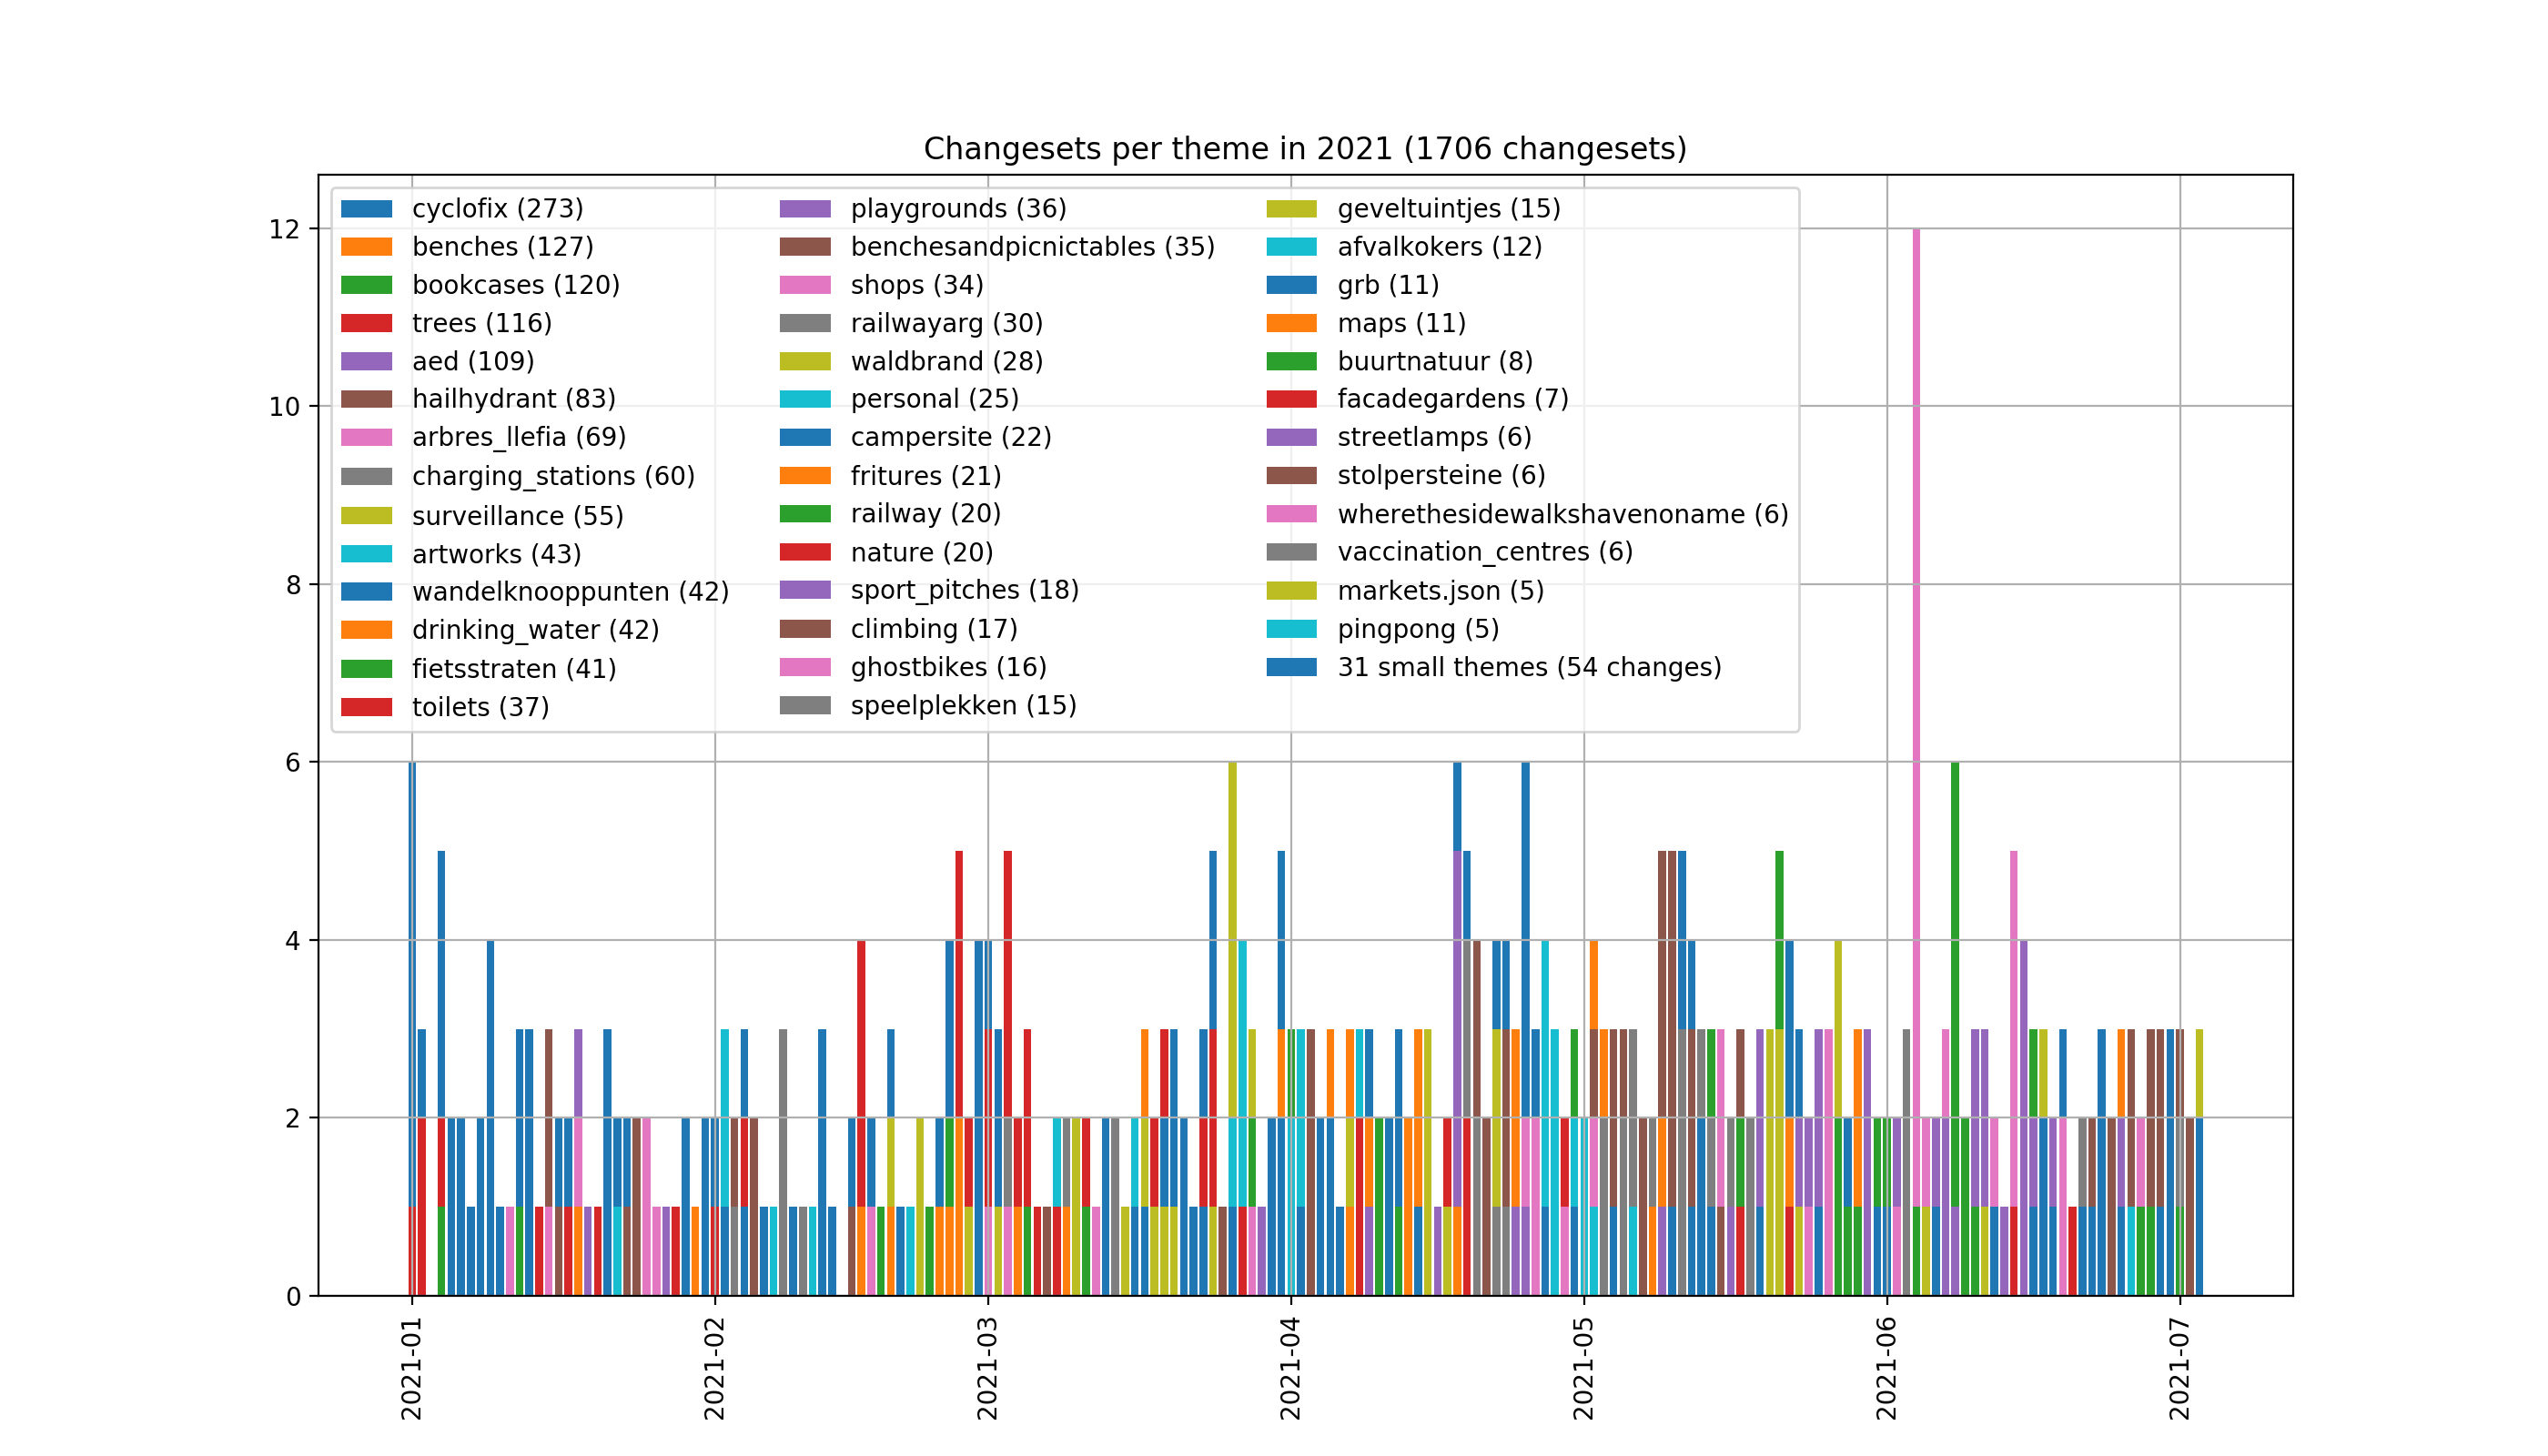 Changesets per theme in 2021 (1706 changesets)
12
10
8
6
4
2
0
cyclofix (273)
benches (127)
bookcases (120)
trees (116)
aed (109)
hailhydrant (83)
arbres_llefia (69)
charging_stations (60)
surveillance (55)
artworks (43)
wandelknooppunten (42)
drinking_water (42)
fietsstraten (41)
toilets (37)
playgrounds (36)
benchesandpicnictables (35)
shops (34)
railwayarg (30)
waldbrand (28)
personal (25)
campersite (22)
fritures (21)
railway (20)
nature (20)
sport_pitches (18)
climbing (17)
ghostbikes (16)
speelplekken (15)
geveltuintjes (15)
afvalkokers (12)
grb (11)
maps (11)
buurtnatuur (8)
facadegardens (7)
streetlamps (6)
stolpersteine (6)
wherethesidewalkshavenoname (6)
vaccination_centres (6)
markets.json (5)
pingpong (5)
31 small themes (54 changes)
2021-01
2021-02
2021-03
2021-04
2021-05
2021-06
2021-07